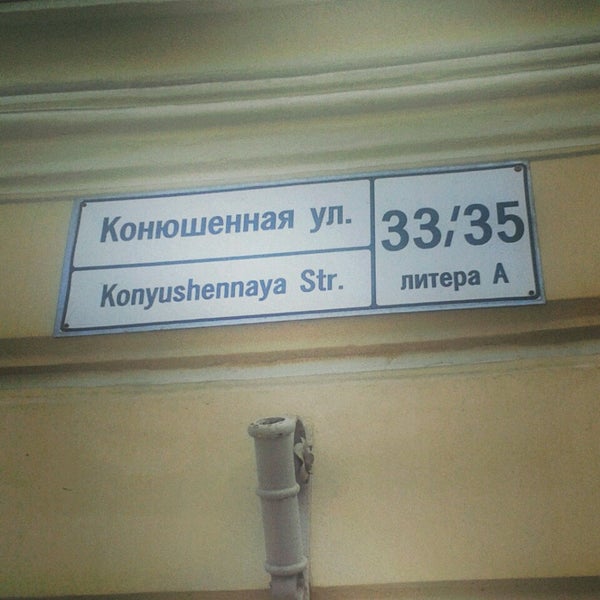 Конюшенная ул.
Konyushennaya Str.
33/35
литера А